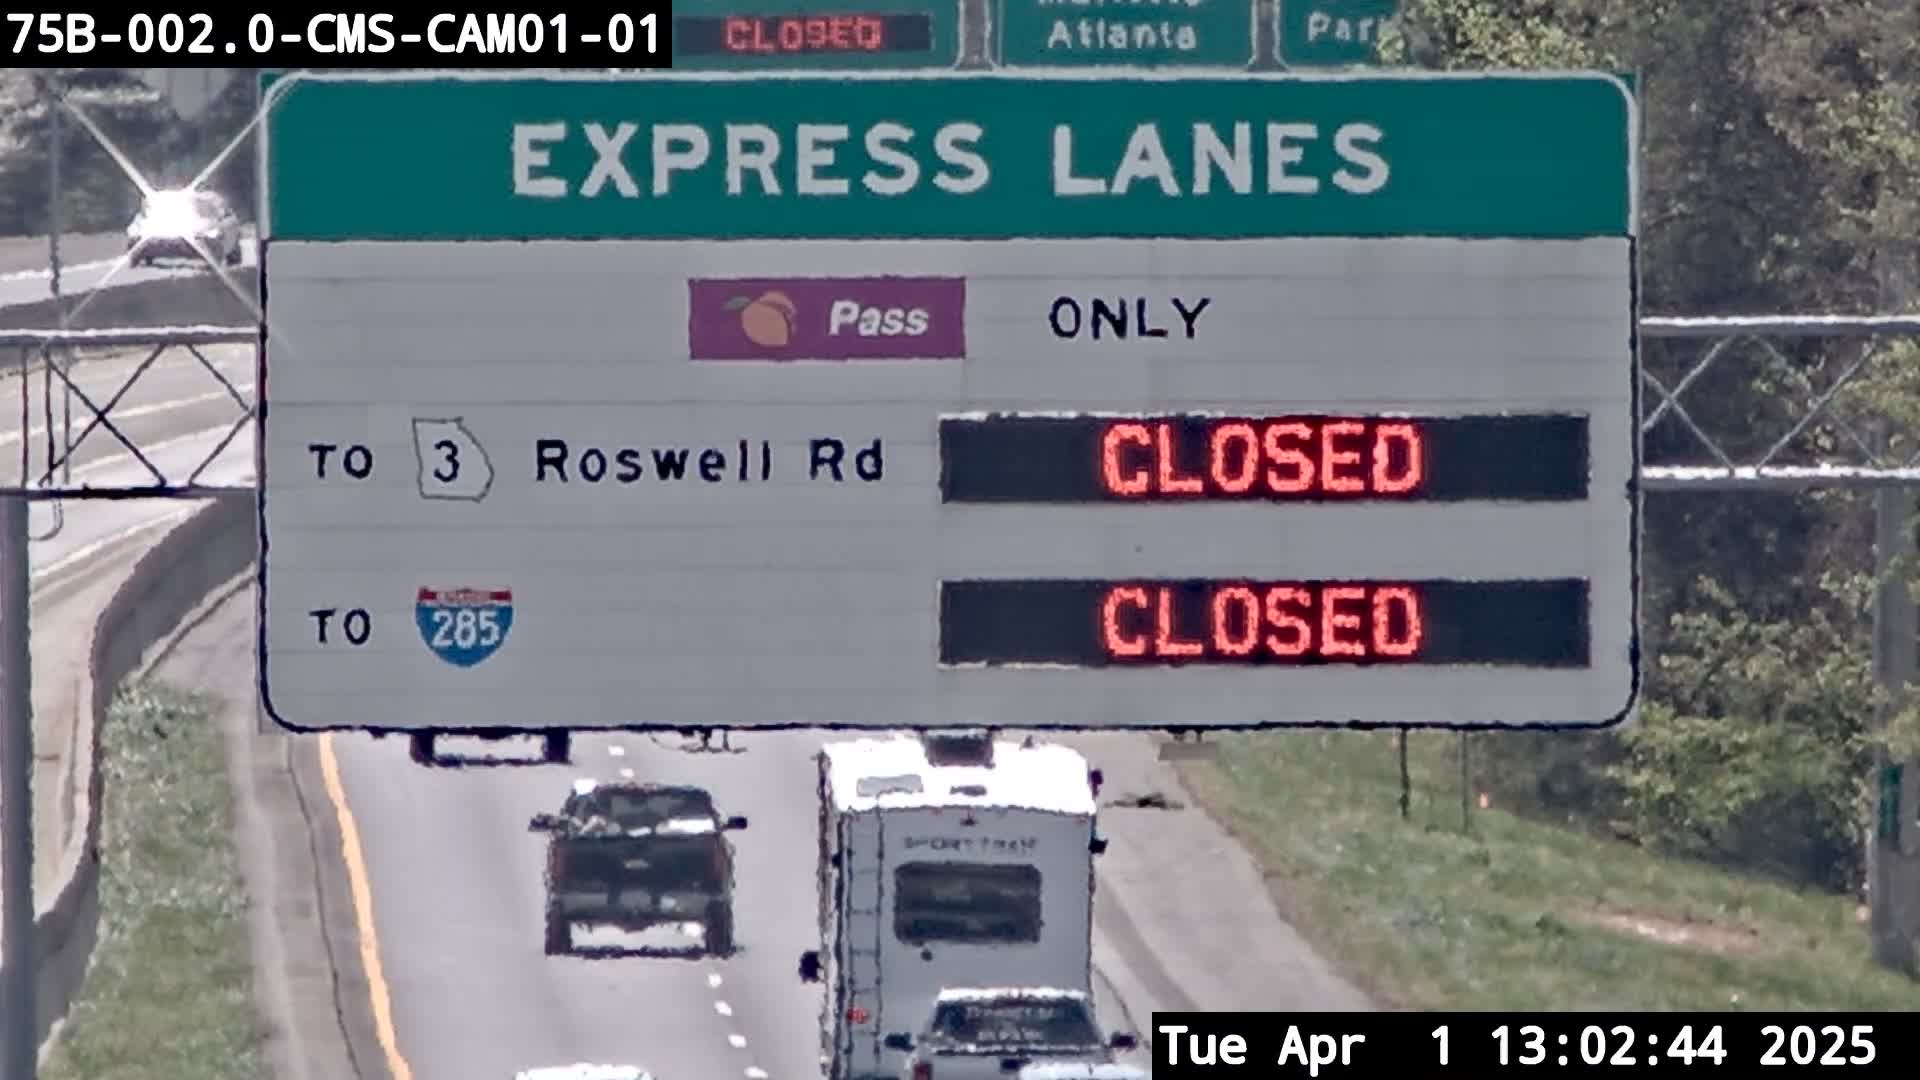 75B-002.0-CMS-CAM01-01
CLOSED
Atlanta
EXPRESS LANES
Pass ONLY
TO 3 Roswell Rd CLOSED
TO 285 CLOSED
Tue Apr 1 13:02:44 2025